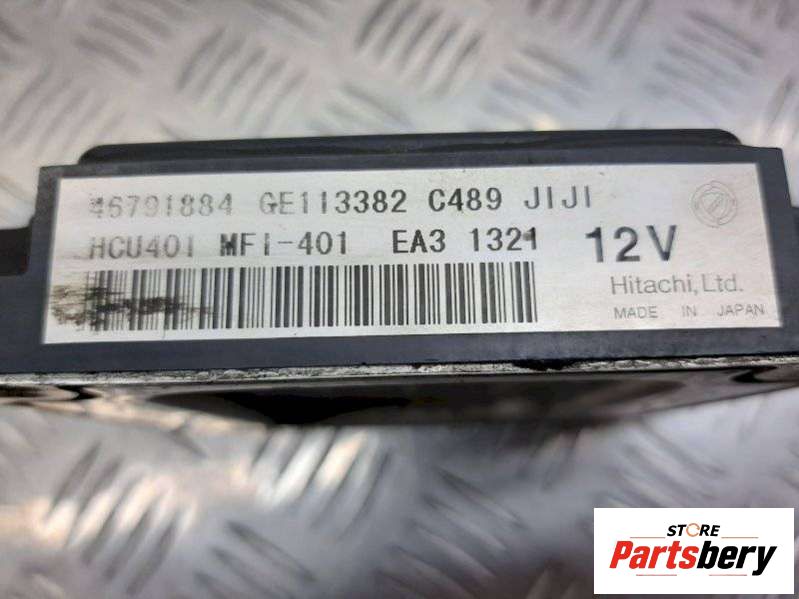 46791884 GE113382 C489 JIJI
HCU401 MFI-401 EA3 1321 12V
Hitachi, Ltd.
MADE IN JAPAN
STORE
Partsbery